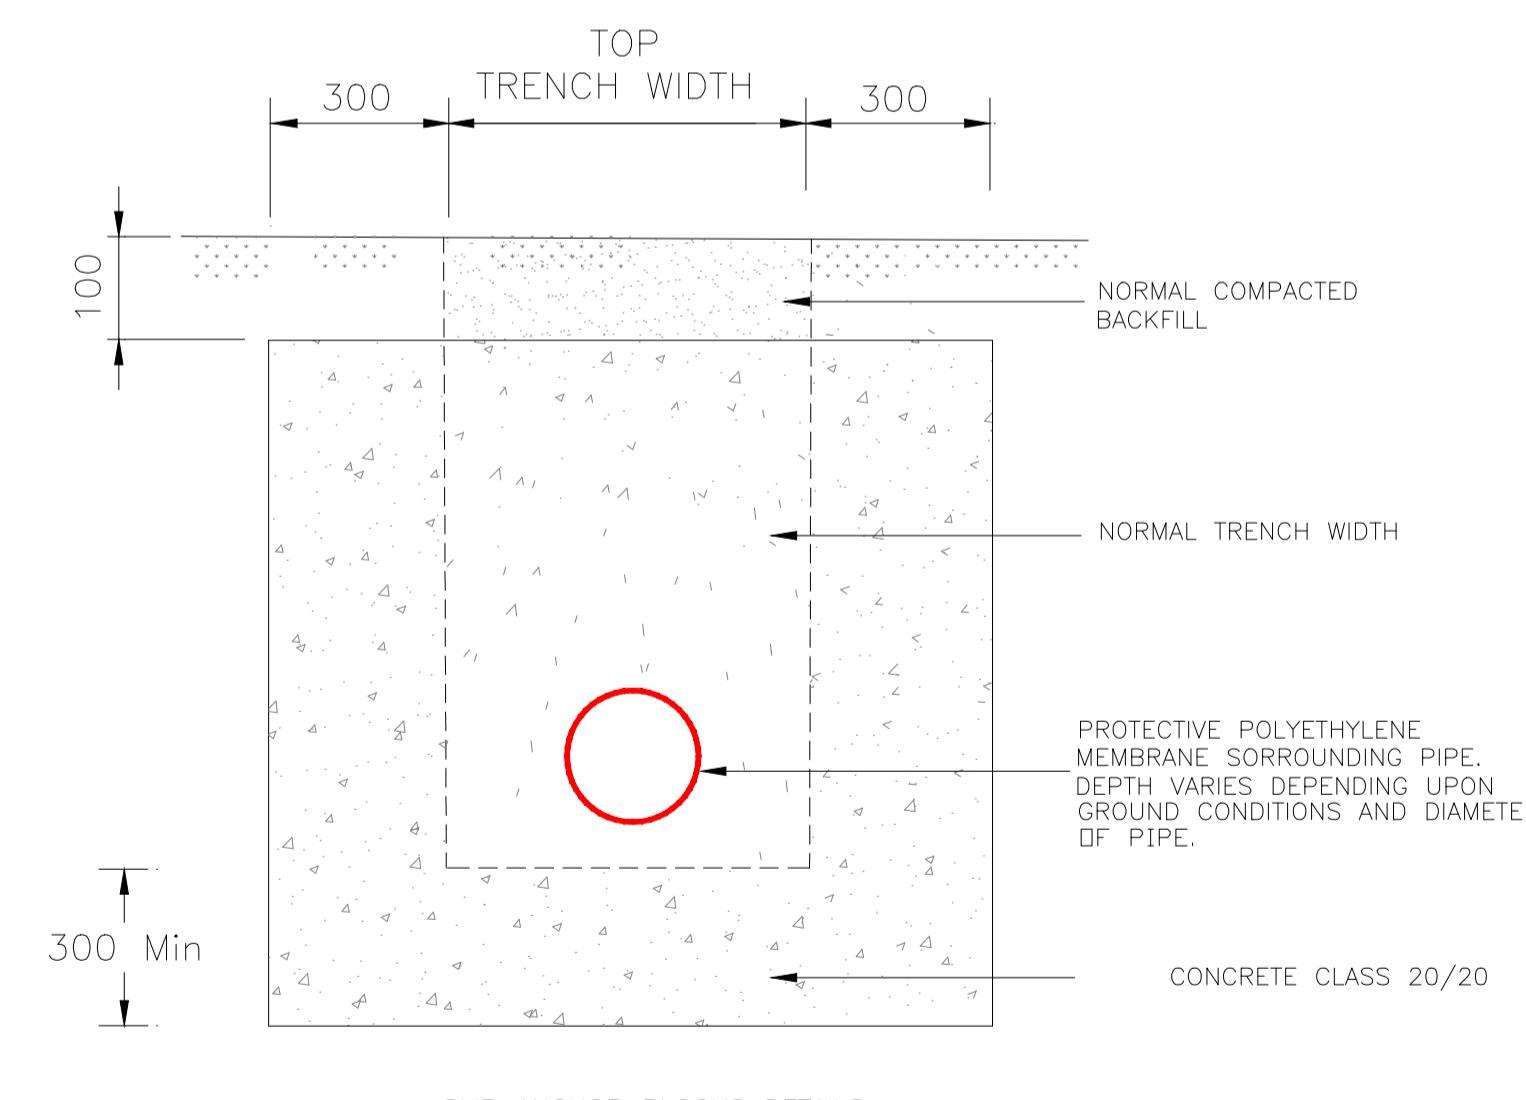 TOP
TRENCH WIDTH
300
300
100
NORMAL COMPACTED
BACKFILL
NORMAL TRENCH WIDTH
PROTECTIVE POLYETHYLENE
MEMBRANE SORROUNDING PIPE.
DEPTH VARIES DEPENDING UPON
GROUND CONDITIONS AND DIAMETE
OF PIPE.
300 Min
CONCRETE CLASS 20/20